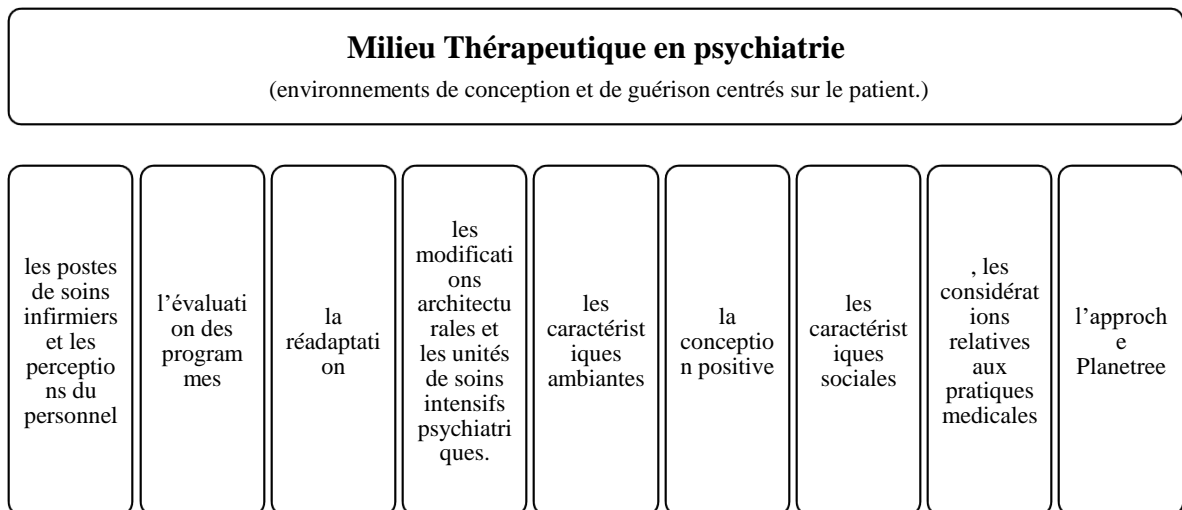 Milieu Thérapeutique en psychiatrie
(environnements de conception et de guérison centrés sur le patient.)
les postes
de soins
infirmiers
et les
perceptio
ns du
personnel
l’évaluati
on des
program
mes
la
réadaptati
on
les
modificati
ons
architectu
rales et
les unités
de soins
intensifs
psychiatri
ques.
les
caractérist
iques
ambiantes
la
conceptio
n positive
les
caractérist
iques
sociales
, les
considérat
ions
relatives
aux
pratiques
medicales
l’approch
e
Planetree